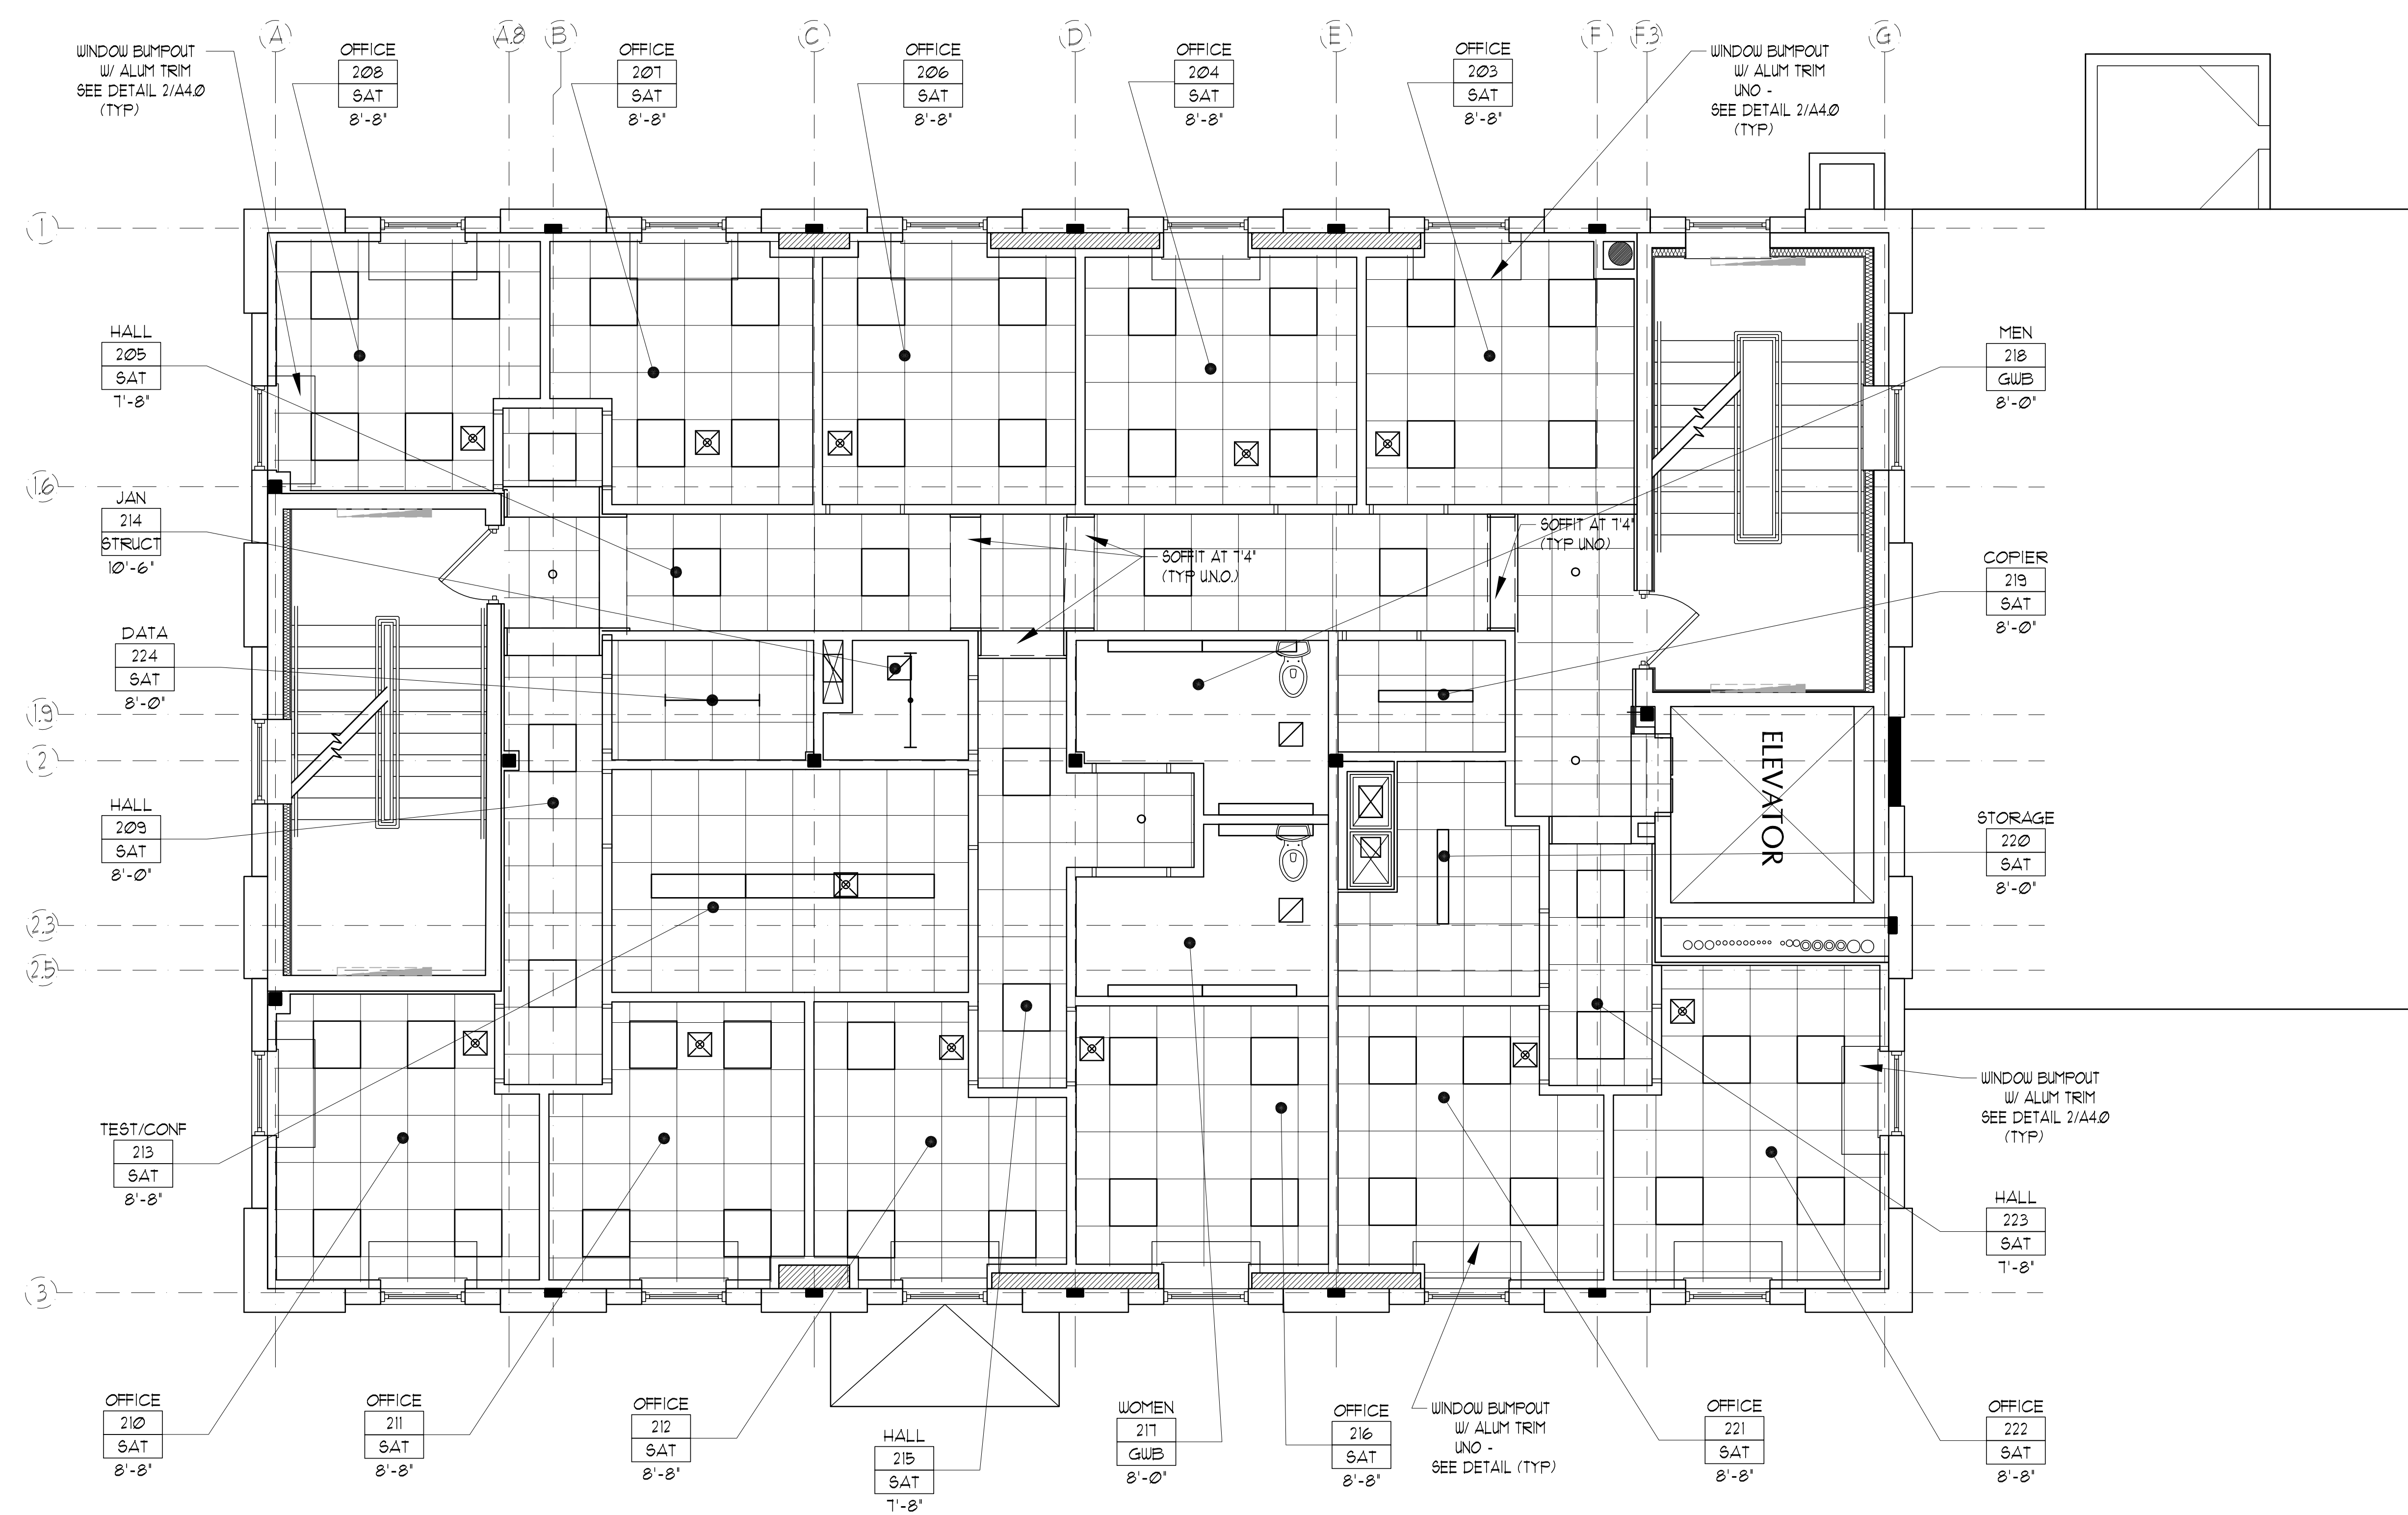 A
A.8
B
C
D
E
F
F.3
G
WINDOW BUMPOUT
W/ ALUM TRIM
SEE DETAIL 2/A4.0
(TYP)
OFFICE
208
SAT
8'-8"
OFFICE
207
SAT
8'-8"
OFFICE
206
SAT
8'-8"
OFFICE
204
SAT
8'-8"
OFFICE
203
SAT
8'-8"
WINDOW BUMPOUT
W/ ALUM TRIM
UNO -
SEE DETAIL 2/A4.0
(TYP)
1
HALL
205
SAT
7'-8"
MEN
218
GWB
8'-0"
1.6
JAN
214
STRUCT
10'-6"
SOFFIT AT 7'4"
(TYP U.N.O.)
SOFFIT AT 7'4"
(TYP UNO)
COPIER
219
SAT
8'-0"
DATA
224
SAT
8'-0"
1.9
2
ELEVATOR
HALL
209
SAT
8'-0"
STORAGE
220
SAT
8'-0"
2.3
2.5
WINDOW BUMPOUT
W/ ALUM TRIM
SEE DETAIL 2/A4.0
(TYP)
TEST/CONF
213
SAT
8'-8"
HALL
223
SAT
7'-8"
3
OFFICE
210
SAT
8'-8"
OFFICE
211
SAT
8'-8"
OFFICE
212
SAT
8'-8"
HALL
215
SAT
7'-8"
WOMEN
217
GWB
8'-0"
OFFICE
216
SAT
8'-8"
WINDOW BUMPOUT
W/ ALUM TRIM
UNO -
SEE DETAIL (TYP)
OFFICE
221
SAT
8'-8"
OFFICE
222
SAT
8'-8"